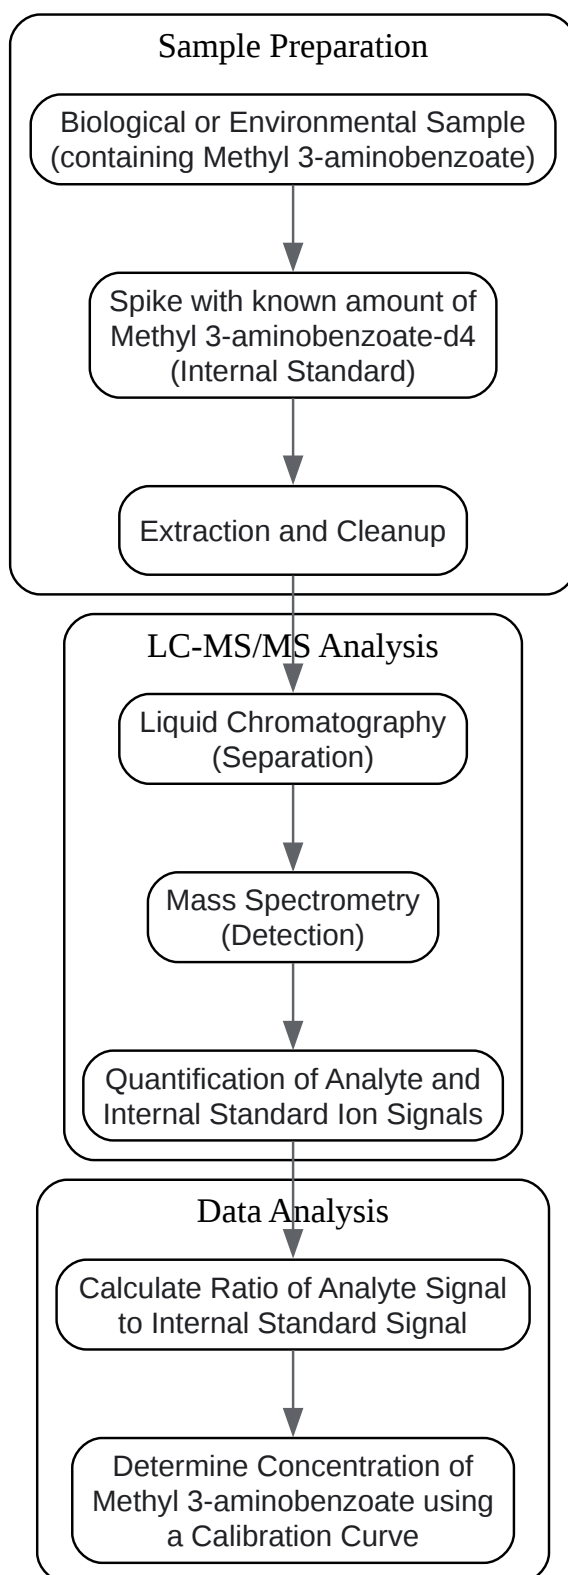 Sample Preparation
Biological or Environmental Sample
(containing Methyl 3-aminobenzoate)
Spike with known amount of
Methyl 3-aminobenzoate-d4
(Internal Standard)
Extraction and Cleanup
LC-MS/MS Analysis
Liquid Chromatography
(Separation)
Mass Spectrometry
(Detection)
Quantification of Analyte and
Internal Standard Ion Signals
Data Analysis
Calculate Ratio of Analyte Signal
to Internal Standard Signal
Determine Concentration of
Methyl 3-aminobenzoate using
a Calibration Curve